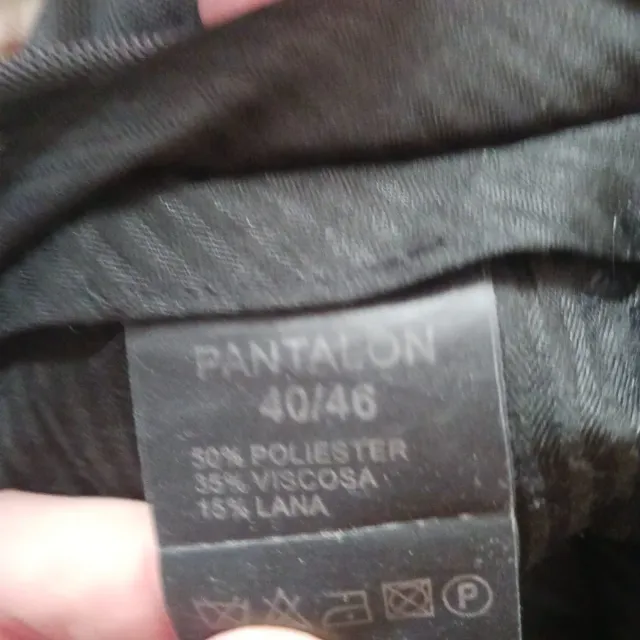 PANTALON
40/46
50% POLIESTER
35% VISCOSA
15% LANA
P